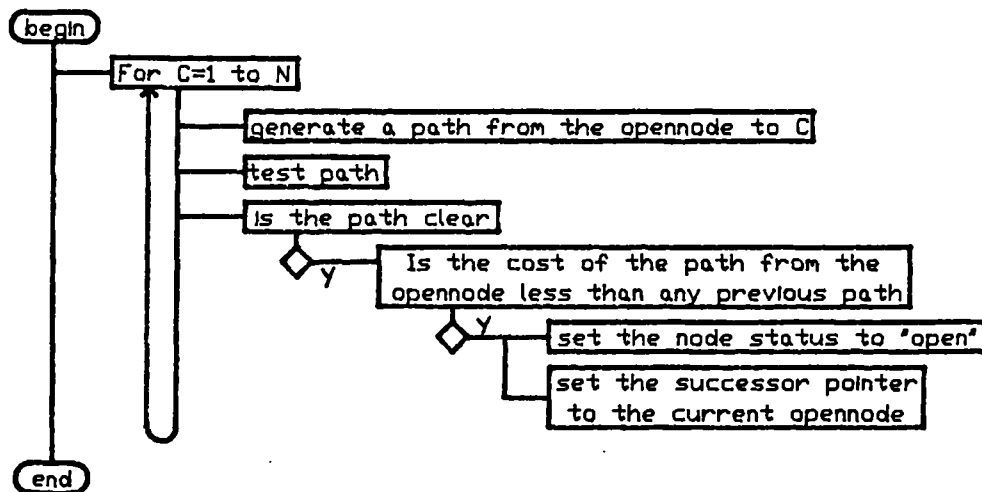 begin
For C=1 to N
generate a path from the opennode to C
test path
is the path clear
Y
Is the cost of the path from the
opennode less than any previous path
Y
set the node status to "open"
set the successor pointer
to the current opennode
end